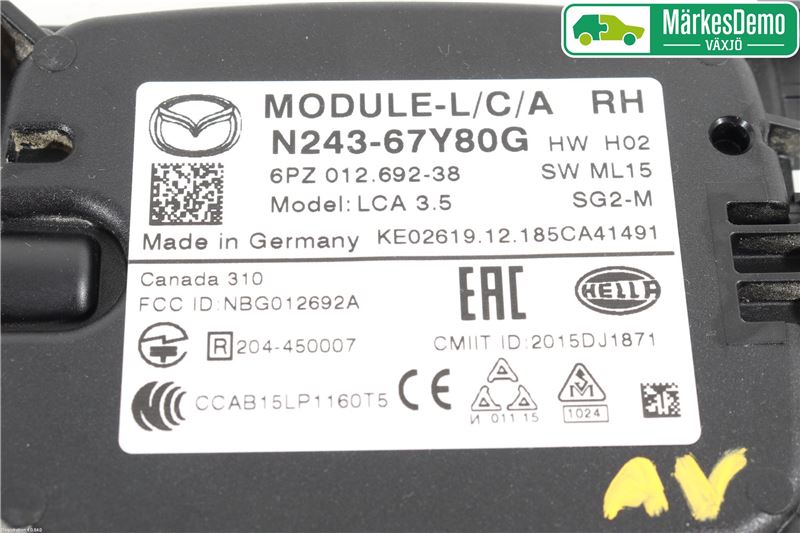 MärkesDemo
VÄXJÖ
MODULE-L/C/A RH
N243-67Y80G HW H02
6PZ 012.692-38 SW ML15
Model: LCA 3.5 SG2-M
Made in Germany KE02619.12.185CA41491
Canada 310
FCC ID: NBG012692A
EAC
HELLA
R 204-450007
CMIIT ID: 2015DJ1871
CCAB15LP1160T5
CE
И 011 15
SM
1024
AV